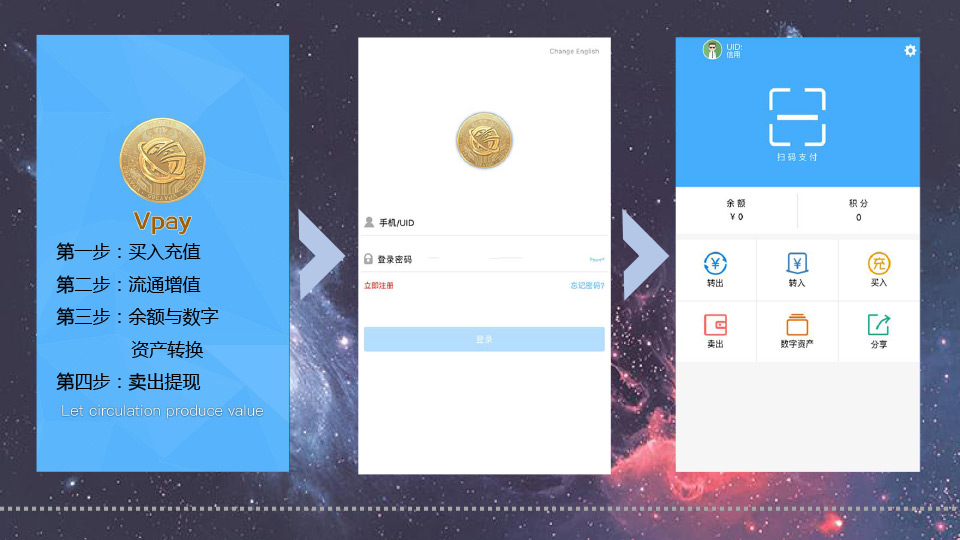 Vpay
第一步：买入充值
第二步：流通增值
第三步：余额与数字
资产转换
第四步：卖出提现
Let circulation produce value
Change English
手机/UID
登录密码
立即注册
忘记密码?
登录
UID:
信用
扫码支付
余额
积分
¥ 0
0
转出
转入
充
买入
卖出
数字资产
分享